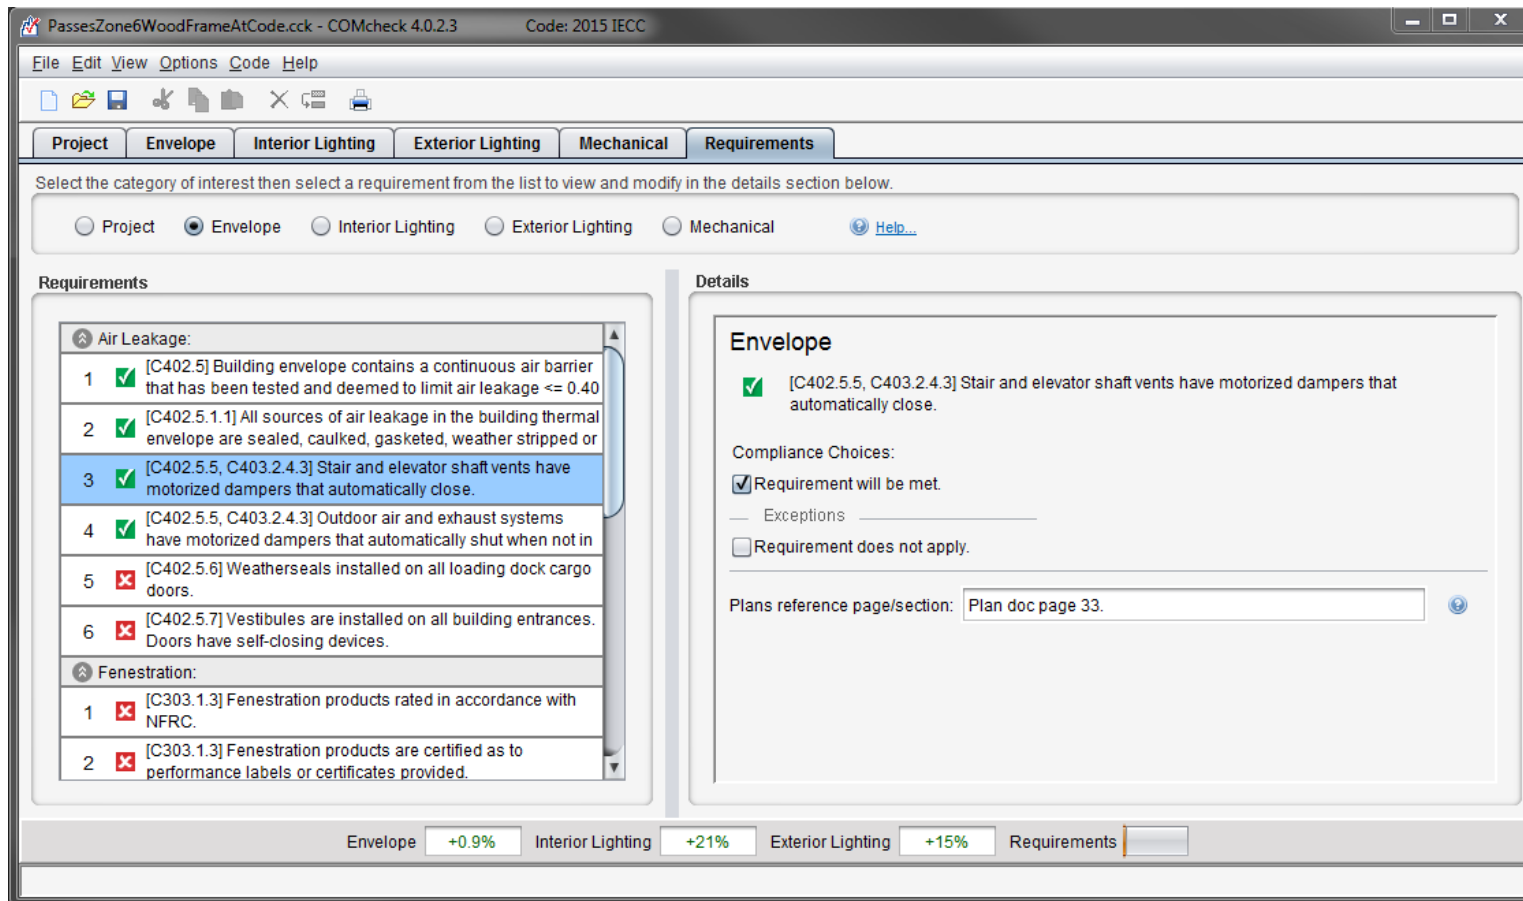 PassesZone6WoodFrameAtCode.cck - COMcheck 4.0.2.3 Code: 2015 IECC
File Edit View Options Code Help
Project Envelope Interior Lighting Exterior Lighting Mechanical Requirements
Select the category of interest then select a requirement from the list to view and modify in the details section below.
Project Envelope Interior Lighting Exterior Lighting Mechanical Help...
Requirements
Air Leakage:
1 [C402.5] Building envelope contains a continuous air barrier
that has been tested and deemed to limit air leakage <= 0.40
2 [C402.5.1.1] All sources of air leakage in the building thermal
envelope are sealed, caulked, gasketed, weather stripped or
3 [C402.5.5, C403.2.4.3] Stair and elevator shaft vents have
motorized dampers that automatically close.
4 [C402.5.5, C403.2.4.3] Outdoor air and exhaust systems
have motorized dampers that automatically shut when not in
5 [C402.5.6] Weatherseals installed on all loading dock cargo
doors.
6 [C402.5.7] Vestibules are installed on all building entrances.
Doors have self-closing devices.
Fenestration:
1 [C303.1.3] Fenestration products rated in accordance with
NFRC.
2 [C303.1.3] Fenestration products are certified as to
performance labels or certificates provided.
Details
Envelope
[C402.5.5, C403.2.4.3] Stair and elevator shaft vents have motorized dampers that
automatically close.
Compliance Choices:
Requirement will be met.
Exceptions
Requirement does not apply.
Plans reference page/section: Plan doc page 33.
Envelope +0.9% Interior Lighting +21% Exterior Lighting +15% Requirements